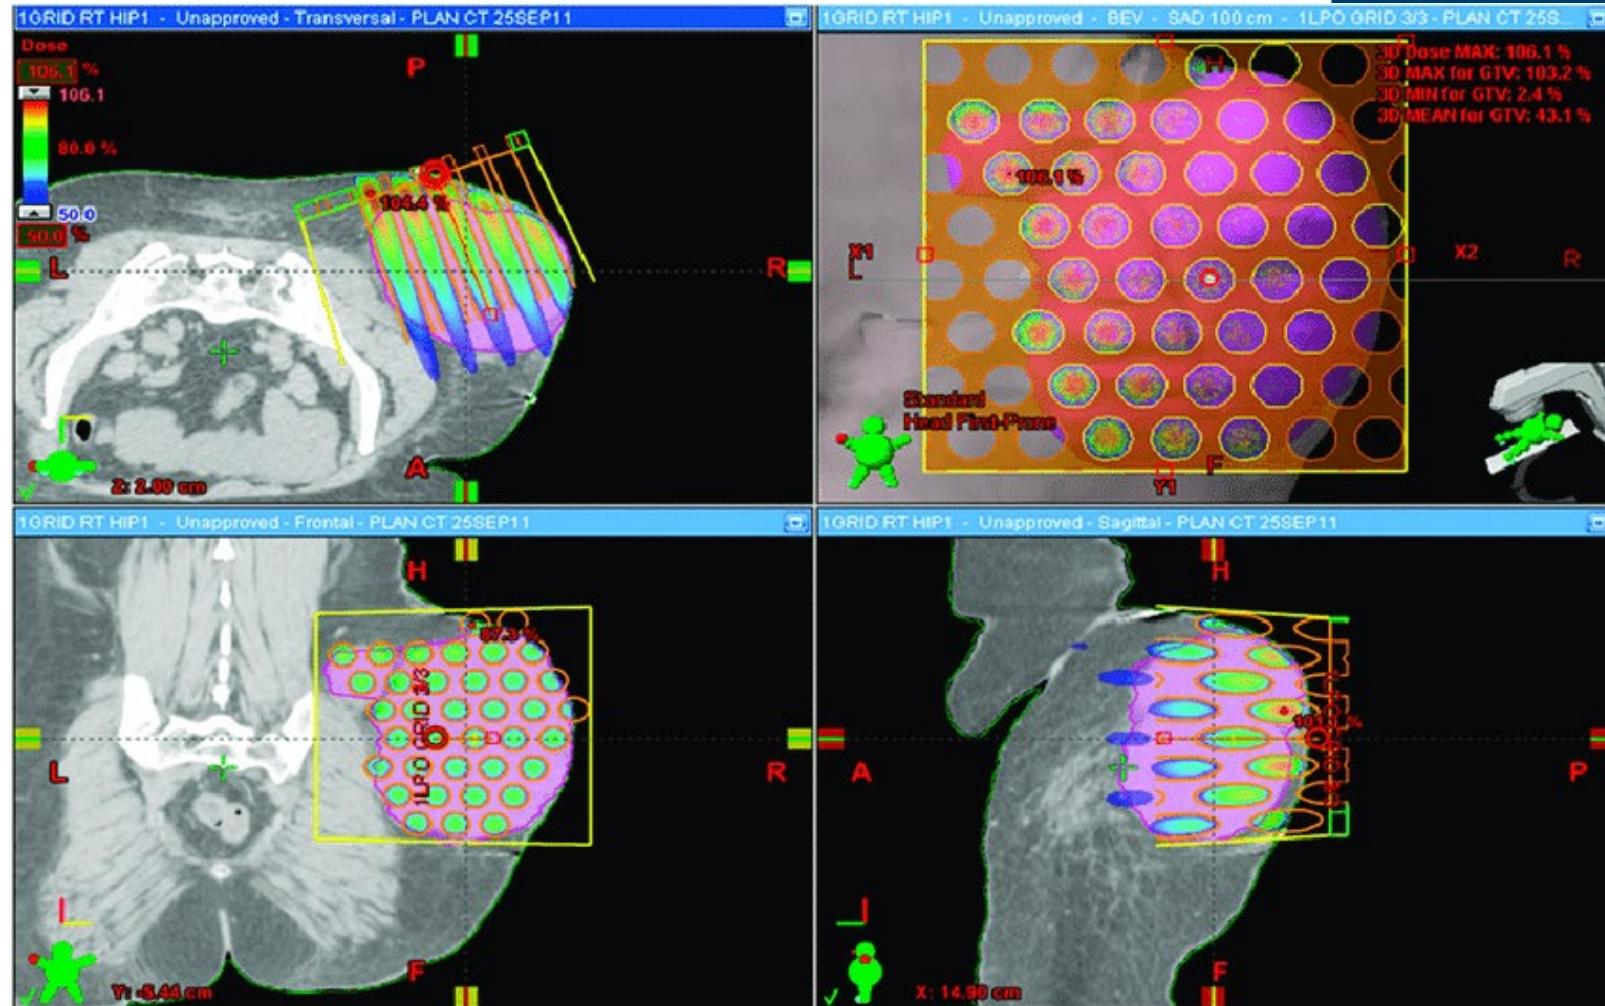 1GRID RT HIP1 - Unapproved - Transversal - PLAN CT 25SEP11
Dose
106.1 %
106.1
80.0 %
50.0
50.0 %
P
104.4 %
L
R
A
Z: 2.00 cm
1GRID RT HIP1 - Unapproved - BEV - SAD 100 cm - 1LPO GRID 3/3 - PLAN CT 25S...
3D Dose MAX: 106.1 %
3D MAX for GTV: 103.2 %
3D MIN for GTV: 2.4 %
3D MEAN for GTV: 43.1 %
H
106.1 %
X1
L
X2
R
Standard
Head First-Prone
F
Y1
1GRID RT HIP1 - Unapproved - Frontal - PLAN CT 25SEP11
H
87.3 %
1LPO GRID 3/3
L
R
F
Y: -5.44 cm
1GRID RT HIP1 - Unapproved - Sagittal - PLAN CT 25SEP11
H
A
P
F
X: 14.90 cm